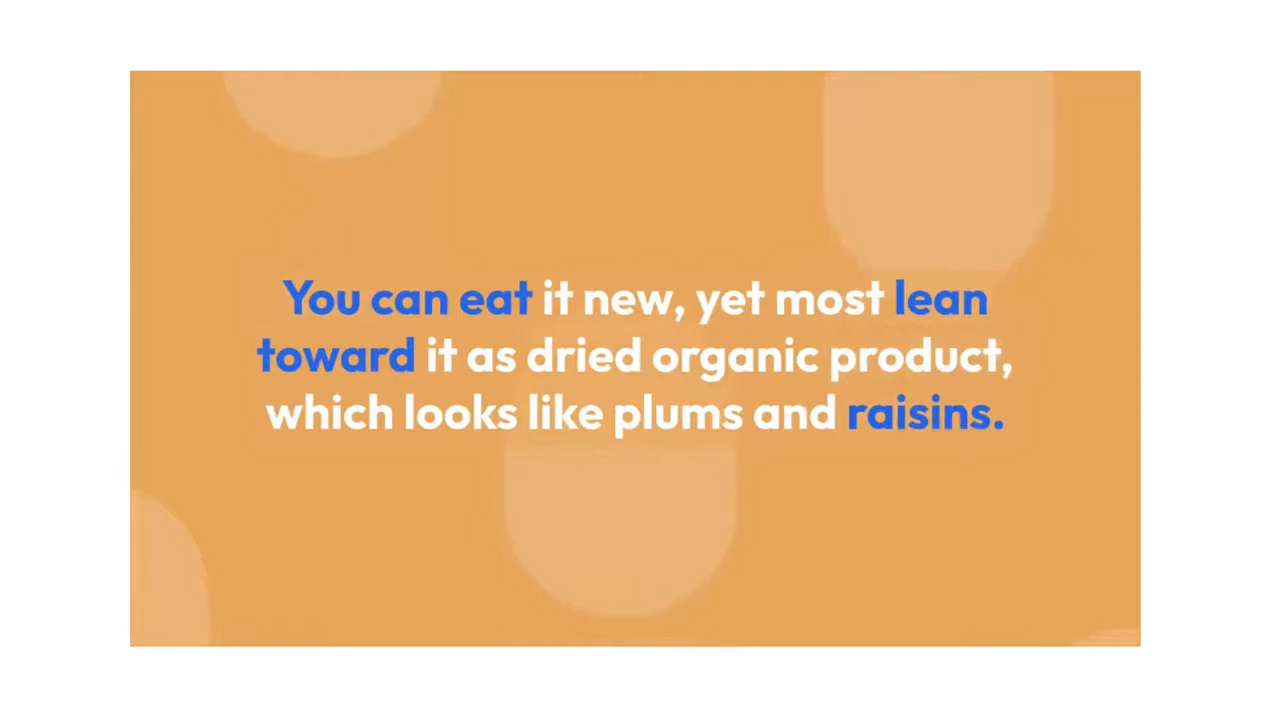 You can eat it new, yet most lean
toward it as dried organic product,
which looks like plums and raisins.